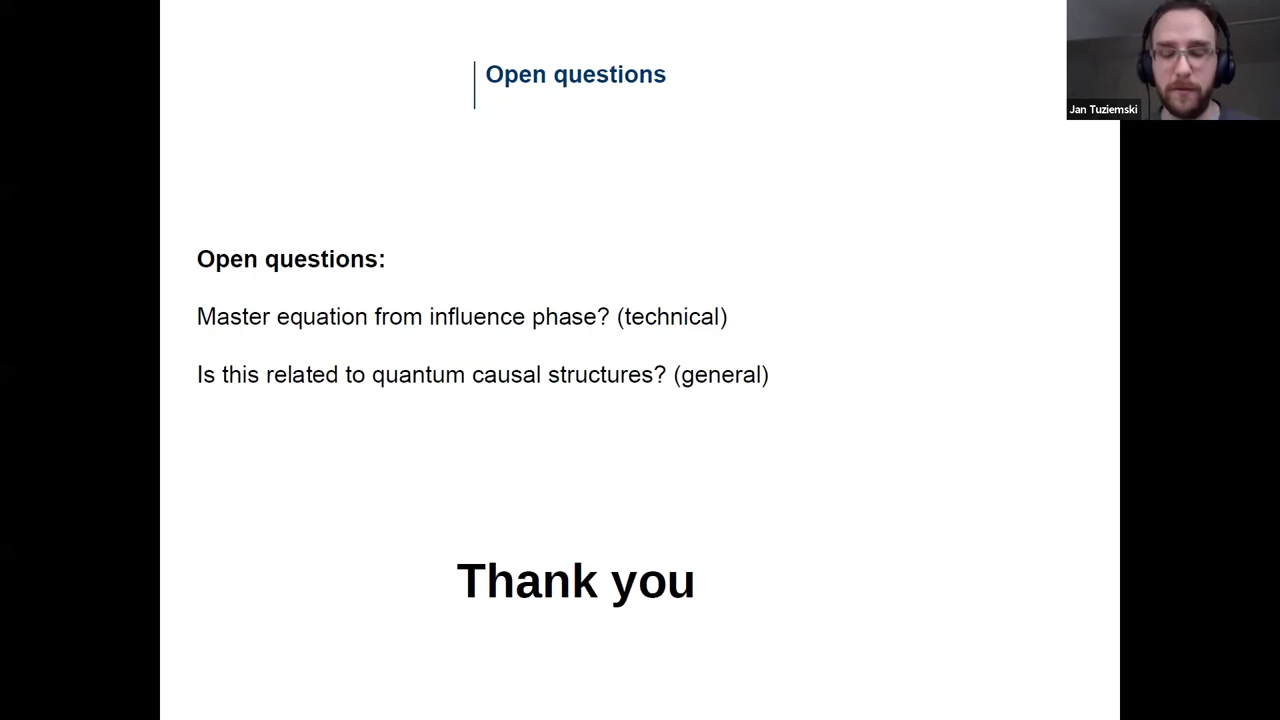 Open questions
Jan Tuziemski
Open questions:
Master equation from influence phase? (technical)
Is this related to quantum causal structures? (general)
Thank you